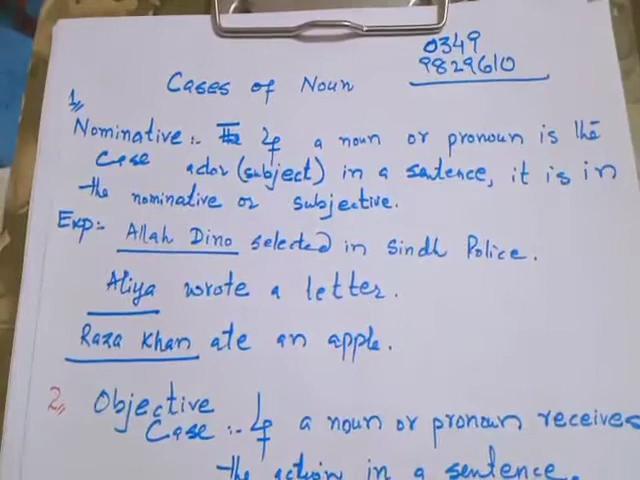 0349
9829610
Cases of Noun
1,,
Nominative:- The If a noun or pronoun is the
Case actor (subject) in a sentence, it is in
the nominative or subjective.
Exp:- Allah Dino selected in Sindh Police.
Aliya wrote a letter.
Raza Khan ate an apple.
2,, Objective
Case :- If a noun or pronoun receives
the action in a sentence.